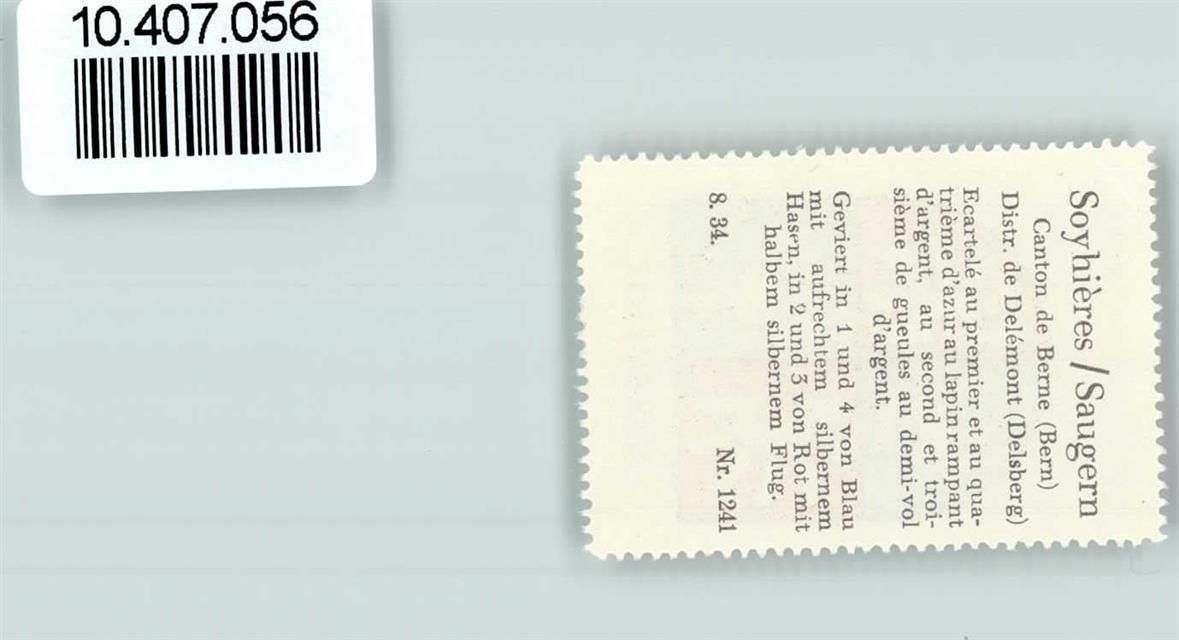 10.407.056
Soyhières / Saugern
Canton de Berne (Bern)
Distr. de Delémont (Delsberg)
Ecartelé au premier et au qua-
trième d'azur au lapin rampant
d'argent, au second et troi-
sième de gueules au demi-vol
d'argent.
Geviert in 1 und 4 von Blau
mit aufrechtem silbernem
Hasen, in 2 und 3 von Rot mit
halbem silbernem Flug.
8. 34. Nr. 1241